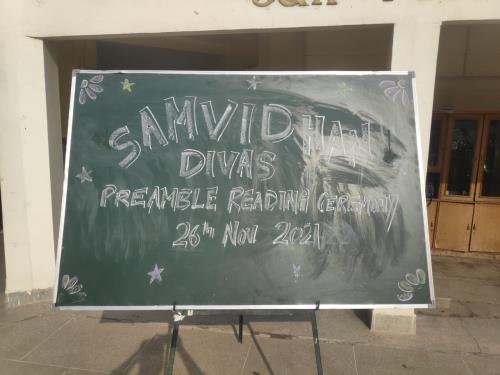 SAMVIDHAN
DIVAS
PREAMBLE READING CEREMONY
26th Nov 2021